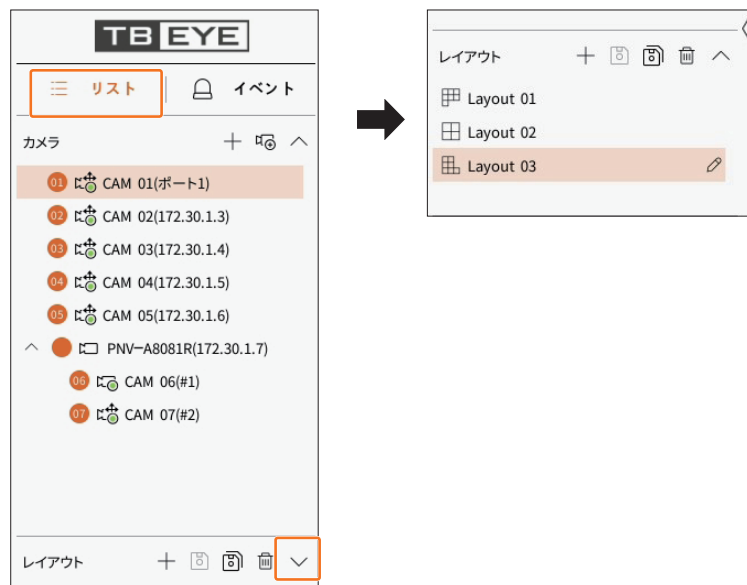 TB EYE
リスト
イベント
カメラ
01 CAM 01(ポート1)
02 CAM 02(172.30.1.3)
03 CAM 03(172.30.1.4)
04 CAM 04(172.30.1.5)
05 CAM 05(172.30.1.6)
PNV-A8081R(172.30.1.7)
06 CAM 06(#1)
07 CAM 07(#2)
レイアウト
レイアウト
Layout 01
Layout 02
Layout 03